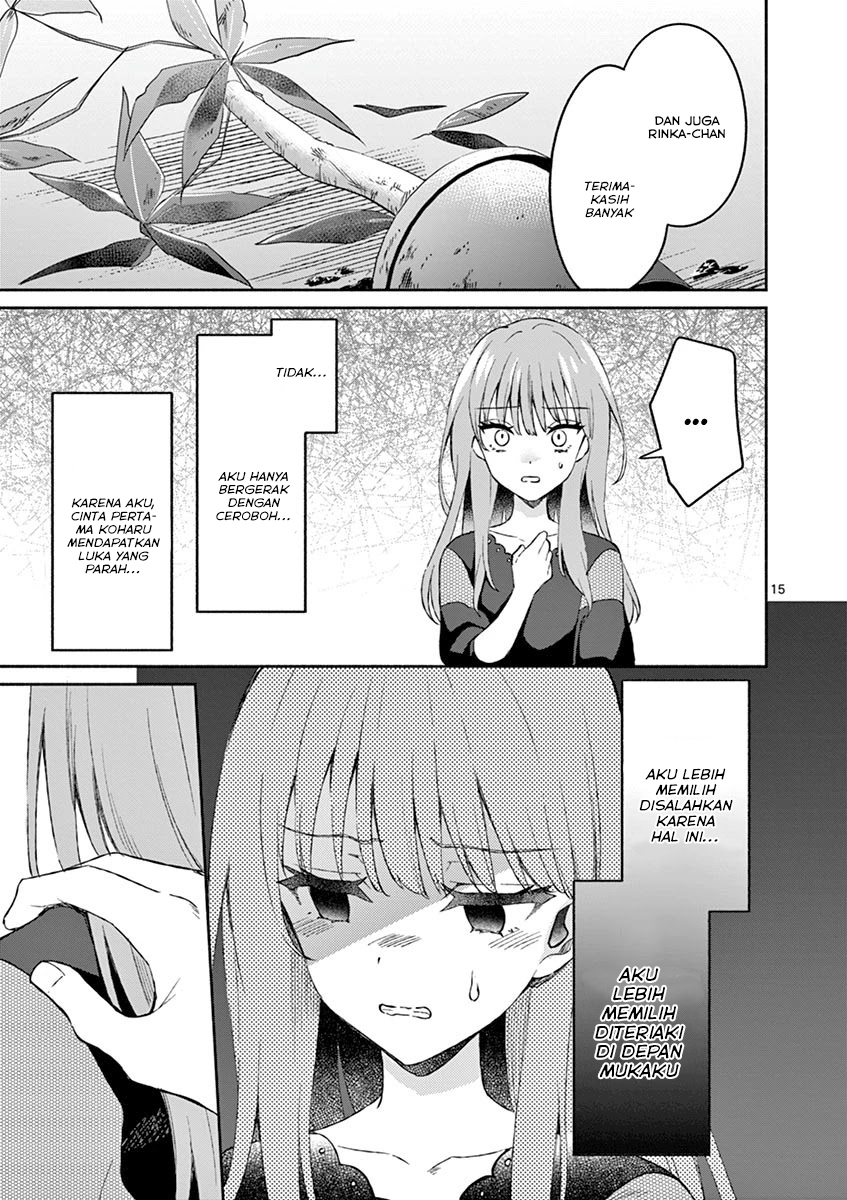 DAN JUGA
RINKA-CHAN
TERIMA-
KASIH
BANYAK
...
TIDAK...
AKU HANYA
BERGERAK
DENGAN
CEROBOH...
KARENA AKU,
CINTA PERTA-
MA KOHARU
MENDAPATKAN
LUKA YANG
PARAH...
15
AKU LEBIH
MEMILIH
DISALAHKAN
KARENA
HAL INI...
AKU
LEBIH
MEMILIH
DITERIAKI
DI DEPAN
MUKAKU